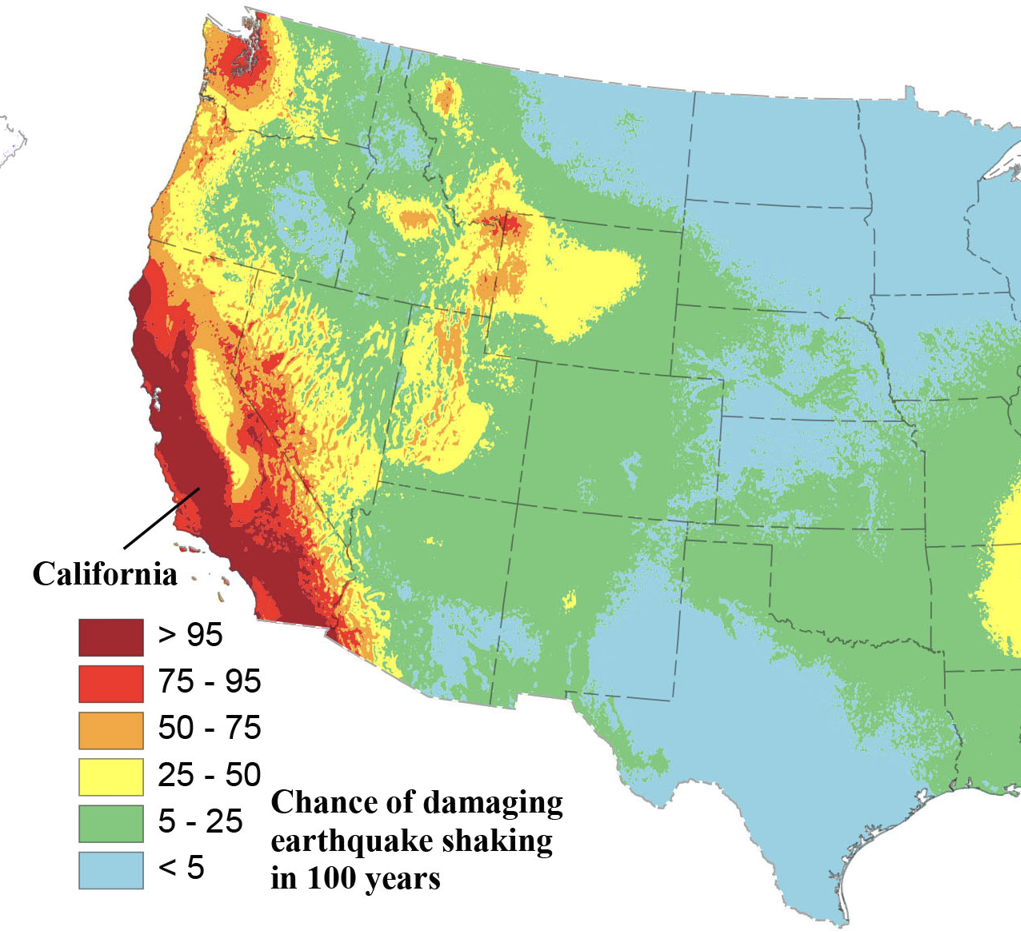 California
> 95
75 - 95
50 - 75
25 - 50
5 - 25
< 5
Chance of damaging
earthquake shaking
in 100 years